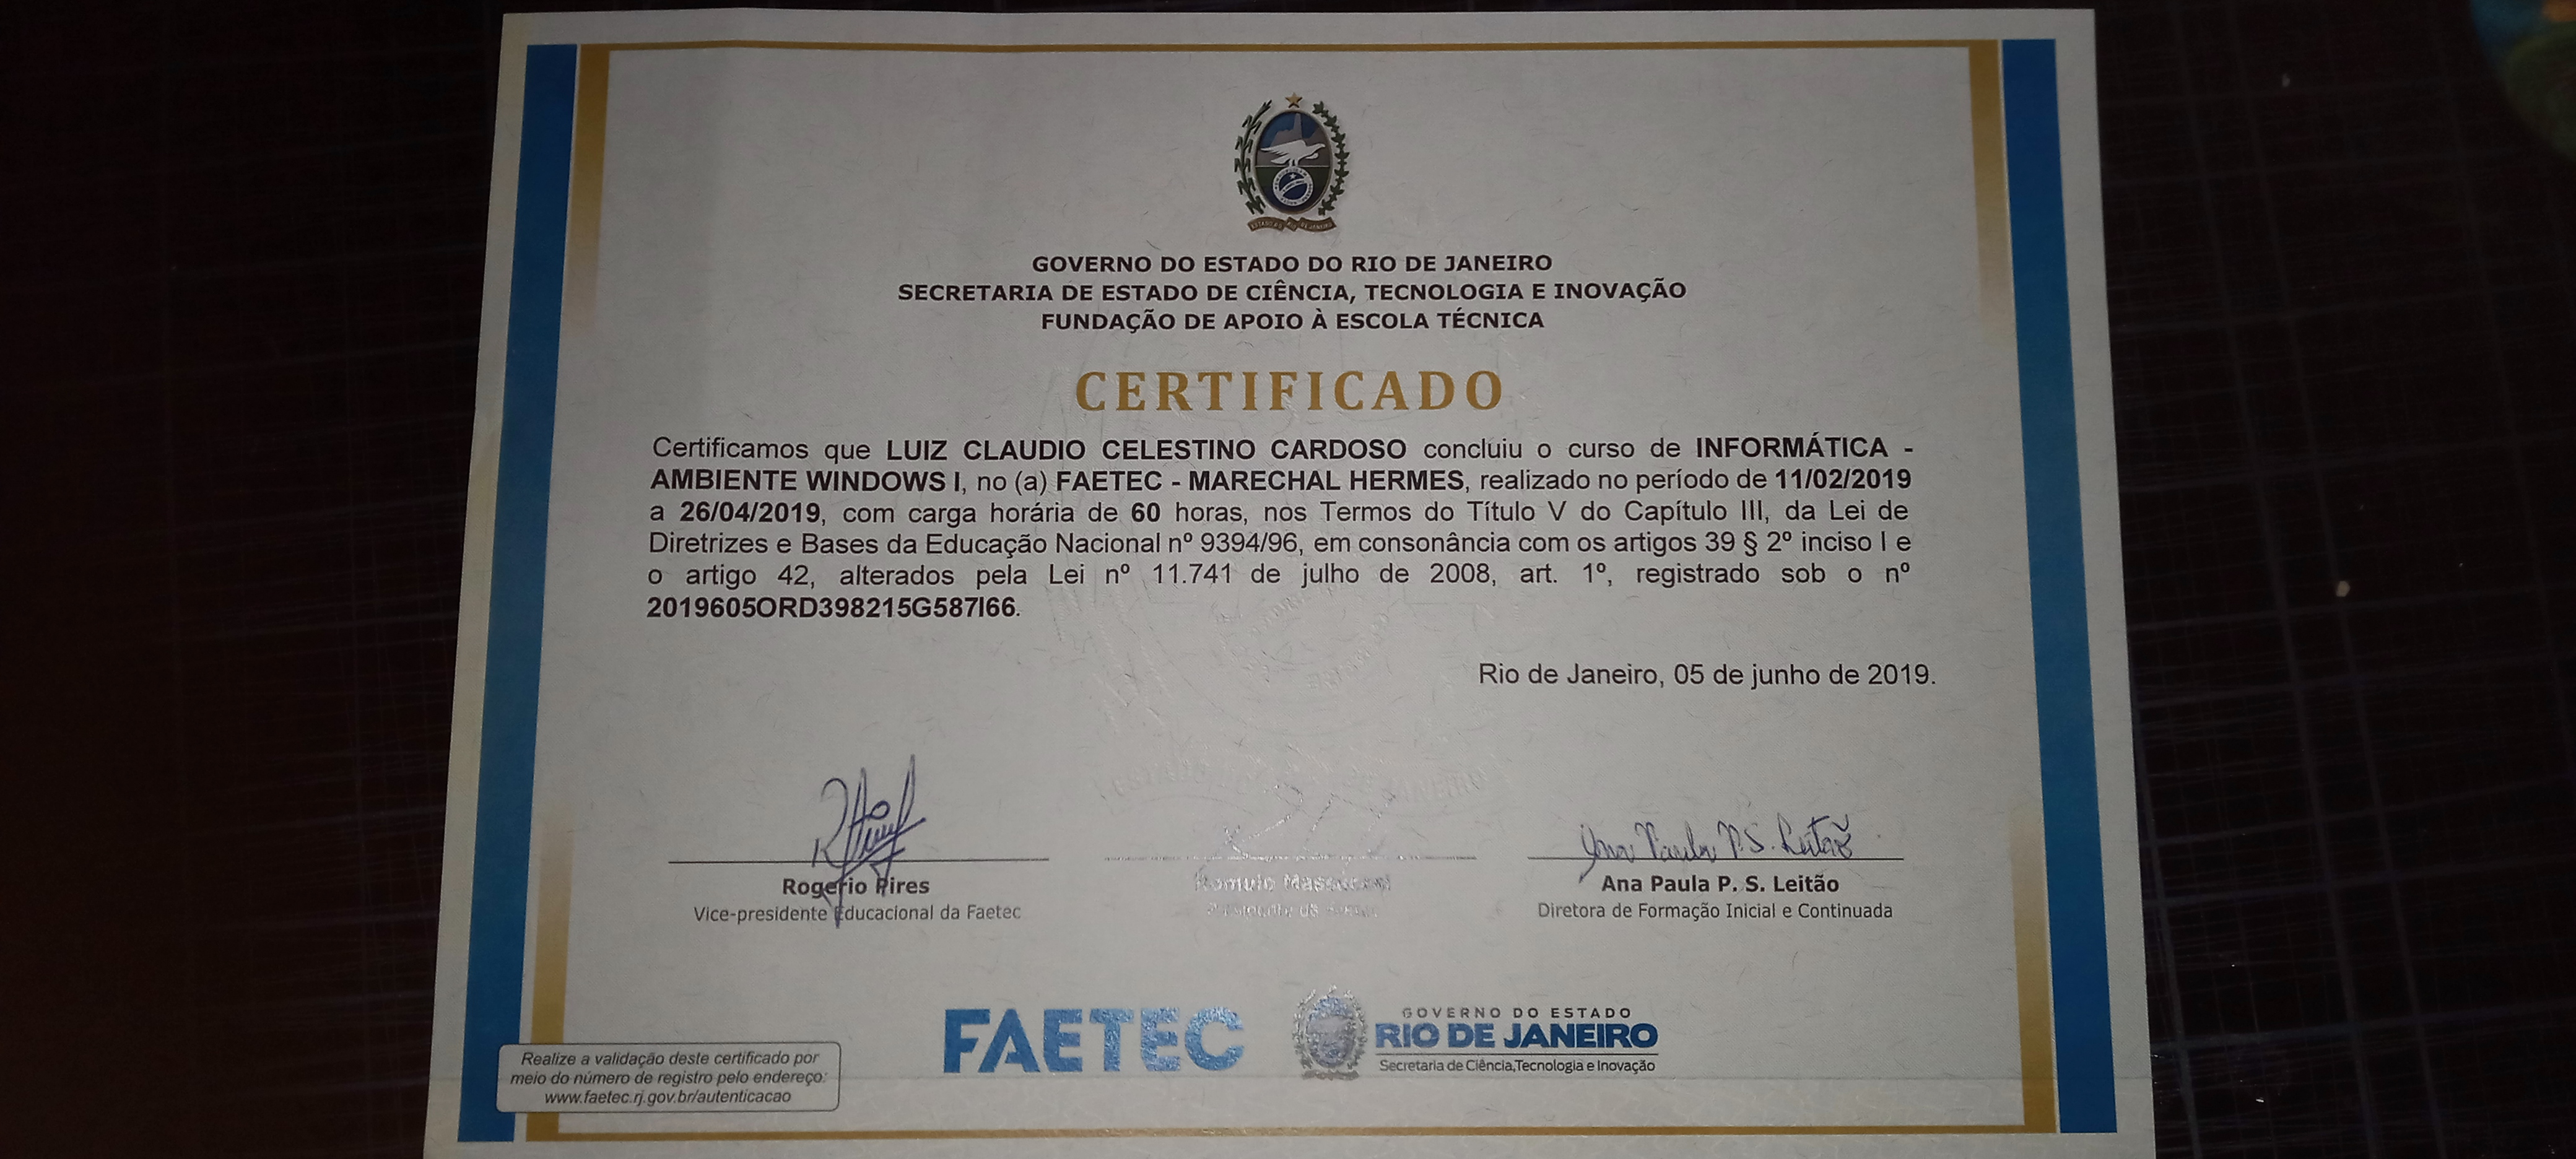 GOVERNO DO ESTADO DO RIO DE JANEIRO
SECRETARIA DE ESTADO DE CIÊNCIA, TECNOLOGIA E INOVAÇÃO
FUNDAÇÃO DE APOIO À ESCOLA TÉCNICA
CERTIFICADO
Certificamos que LUIZ CLAUDIO CELESTINO CARDOSO concluiu o curso de INFORMÁTICA -
AMBIENTE WINDOWS I, no (a) FAETEC - MARECHAL HERMES, realizado no período de 11/02/2019
a 26/04/2019, com carga horária de 60 horas, nos Termos do Título V do Capítulo III, da Lei de
Diretrizes e Bases da Educação Nacional nº 9394/96, em consonância com os artigos 39 § 2º inciso I e
o artigo 42, alterados pela Lei nº 11.741 de julho de 2008, art. 1º, registrado sob o nº
2019605ORD398215G587I66.
Rio de Janeiro, 05 de junho de 2019.
Ana Paula P. S. Leitão
Rogerio Pires
Vice-presidente Educacional da Faetec
Romulo
Ana Paula P. S. Leitão
Diretora de Formação Inicial e Continuada
FAETEC
GOVERNO DO ESTADO
RIO DE JANEIRO
Secretaria de Ciência,Tecnologia e Inovação
Realize a validação deste certificado por
meio do número de registro pelo endereço:
www.faetec.rj.gov.br/autenticacao